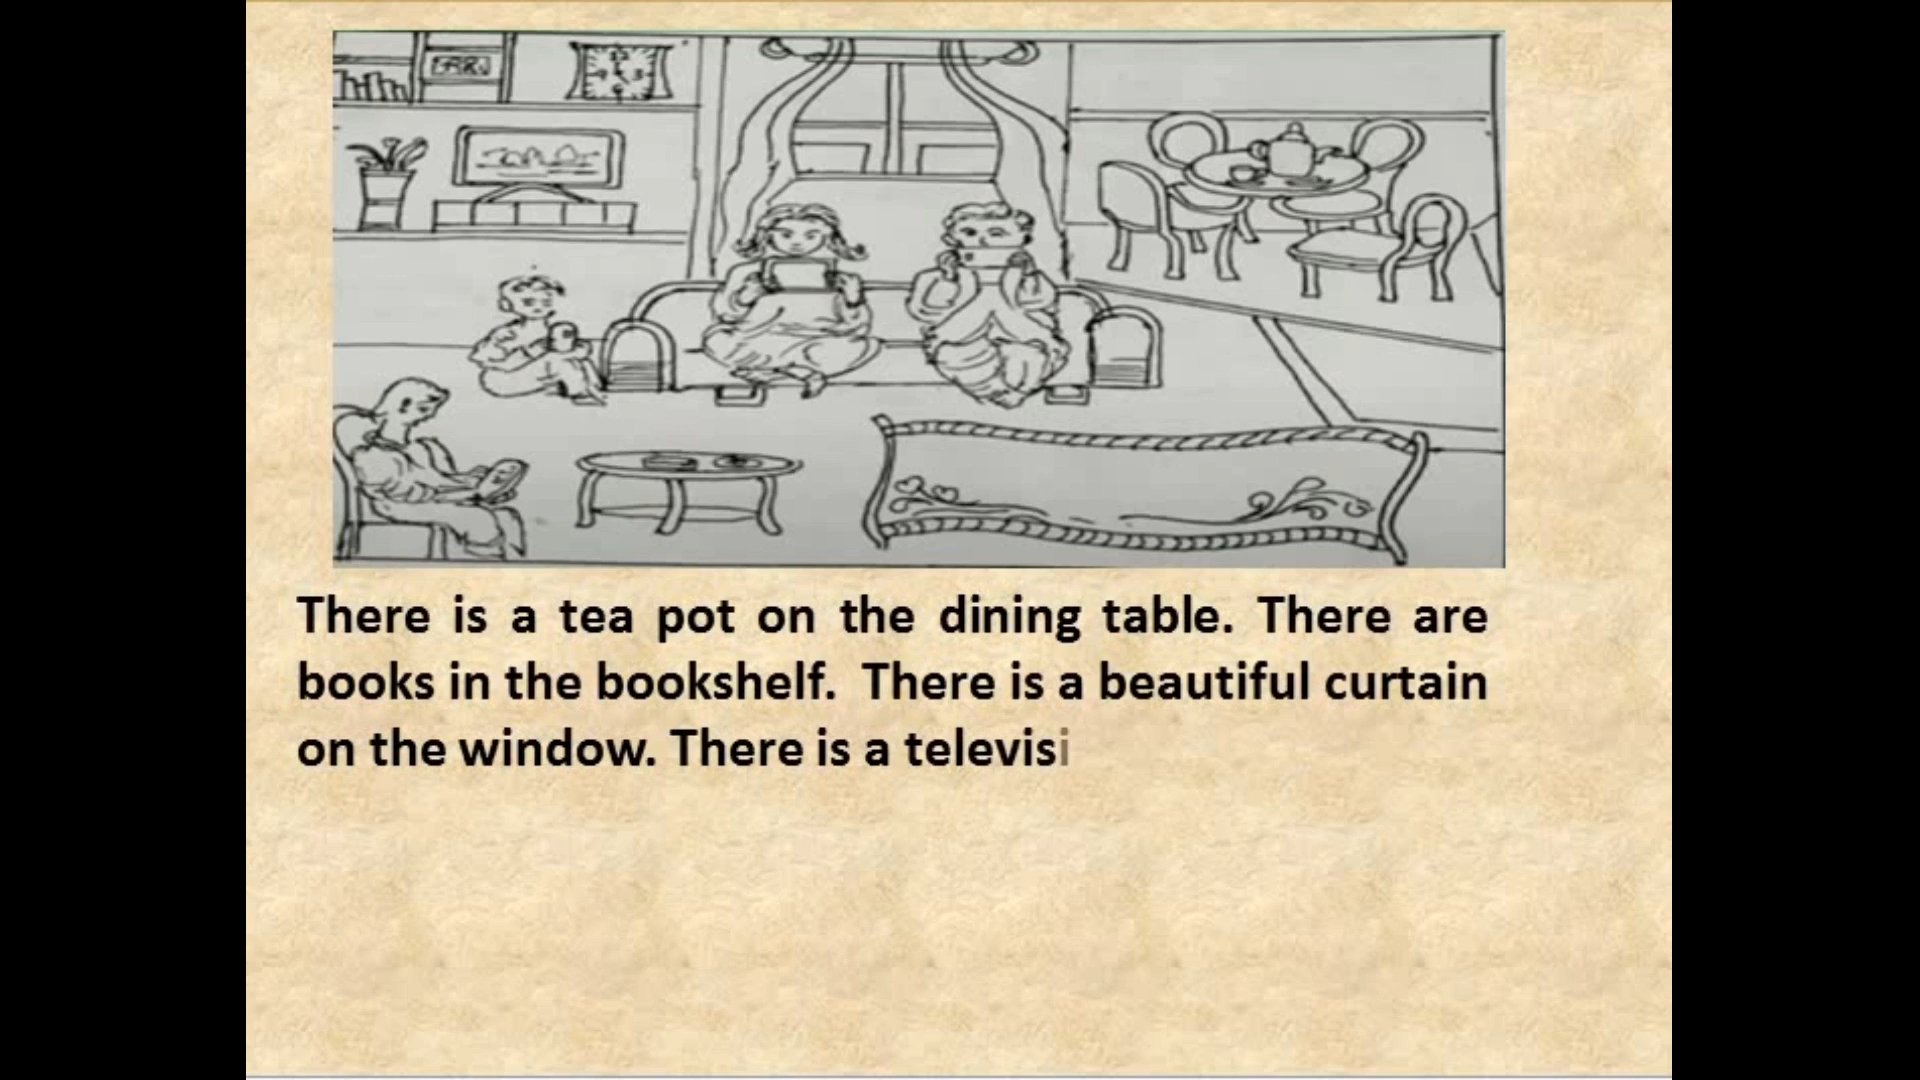 There is a tea pot on the dining table. There are
books in the bookshelf. There is a beautiful curtain
on the window. There is a televisi